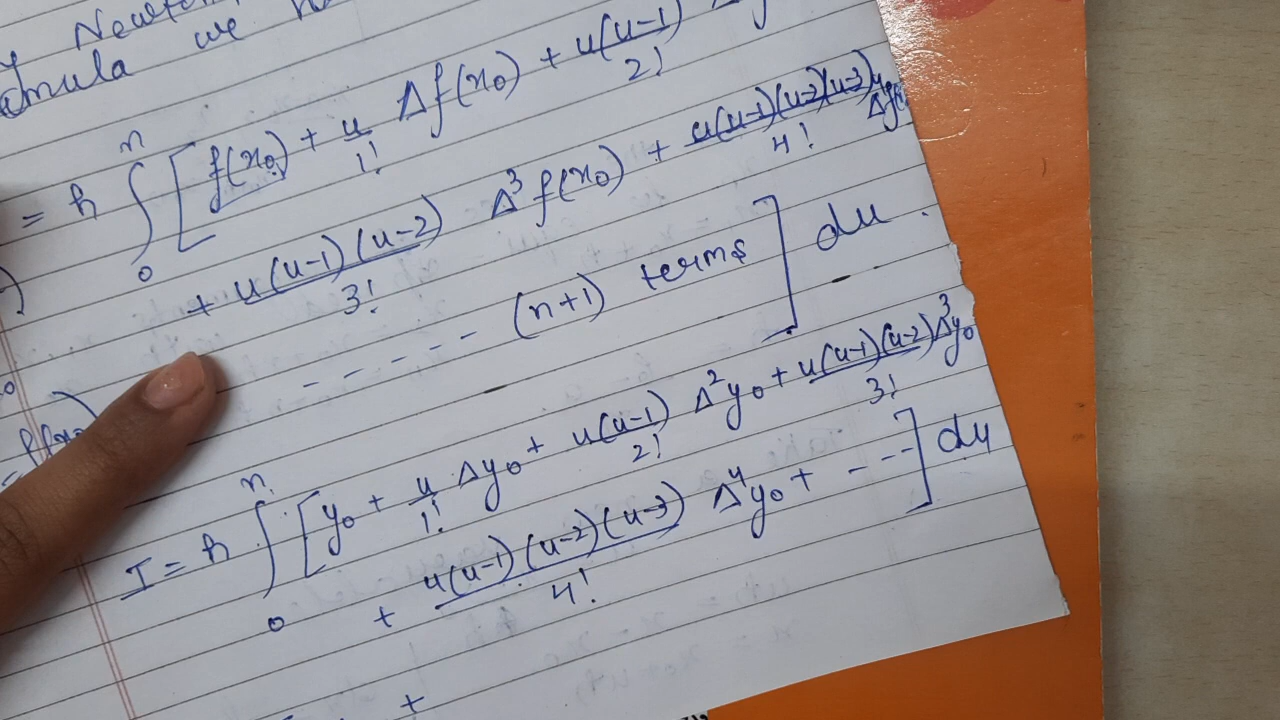 Newton
we
= h ∫₀ⁿ [ f(x₀) + u/1! Δf(x₀) + u(u-1)/2!
+ u(u-1)(u-2)/3! Δ³f(x₀) + u(u-1)(u-2)(u-3)/4! Δ⁴f(
- - - - - - (n+1) terms ] du.
I = h ∫₀ⁿ [ y₀ + u/1! Δy₀ + u(u-1)/2! Δ²y₀ + u(u-1)(u-2)/3! Δ³y₀
+ u(u-1)(u-2)(u-3)/4! Δ⁴y₀ + - - - ] du
+